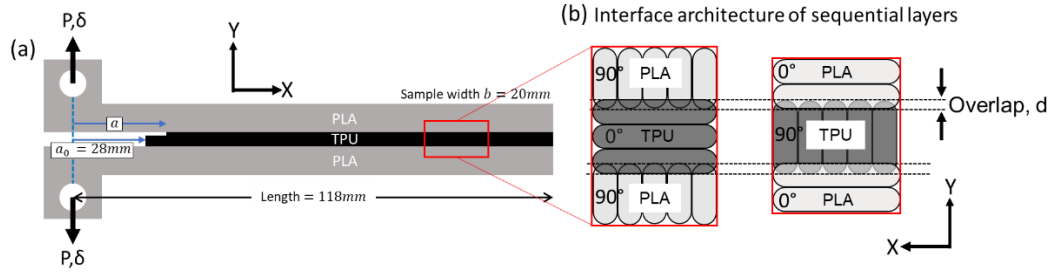 (a)
P,δ
Y
X
a
a₀ = 28mm
Sample width b = 20mm
PLA
TPU
PLA
Length = 118mm
P,δ
(b) Interface architecture of sequential layers
90° PLA
0° TPU
90° PLA
0° PLA
90° TPU
0° PLA
Overlap, d
Y
X